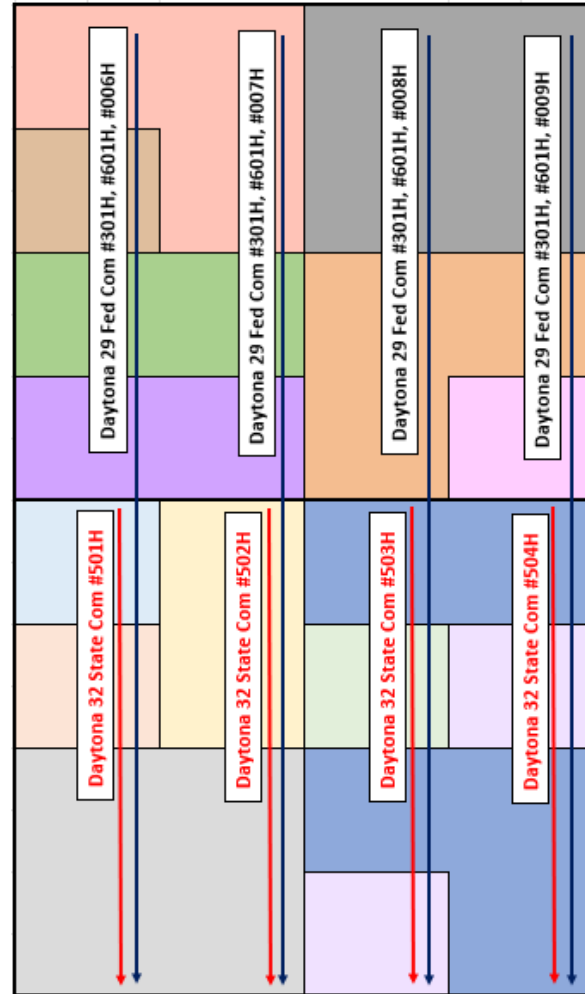 Daytona 29 Fed Com #301H, #601H, #006H
Daytona 29 Fed Com #301H, #601H, #007H
Daytona 29 Fed Com #301H, #601H, #008H
Daytona 29 Fed Com #301H, #601H, #009H
Daytona 32 State Com #501H
Daytona 32 State Com #502H
Daytona 32 State Com #503H
Daytona 32 State Com #504H